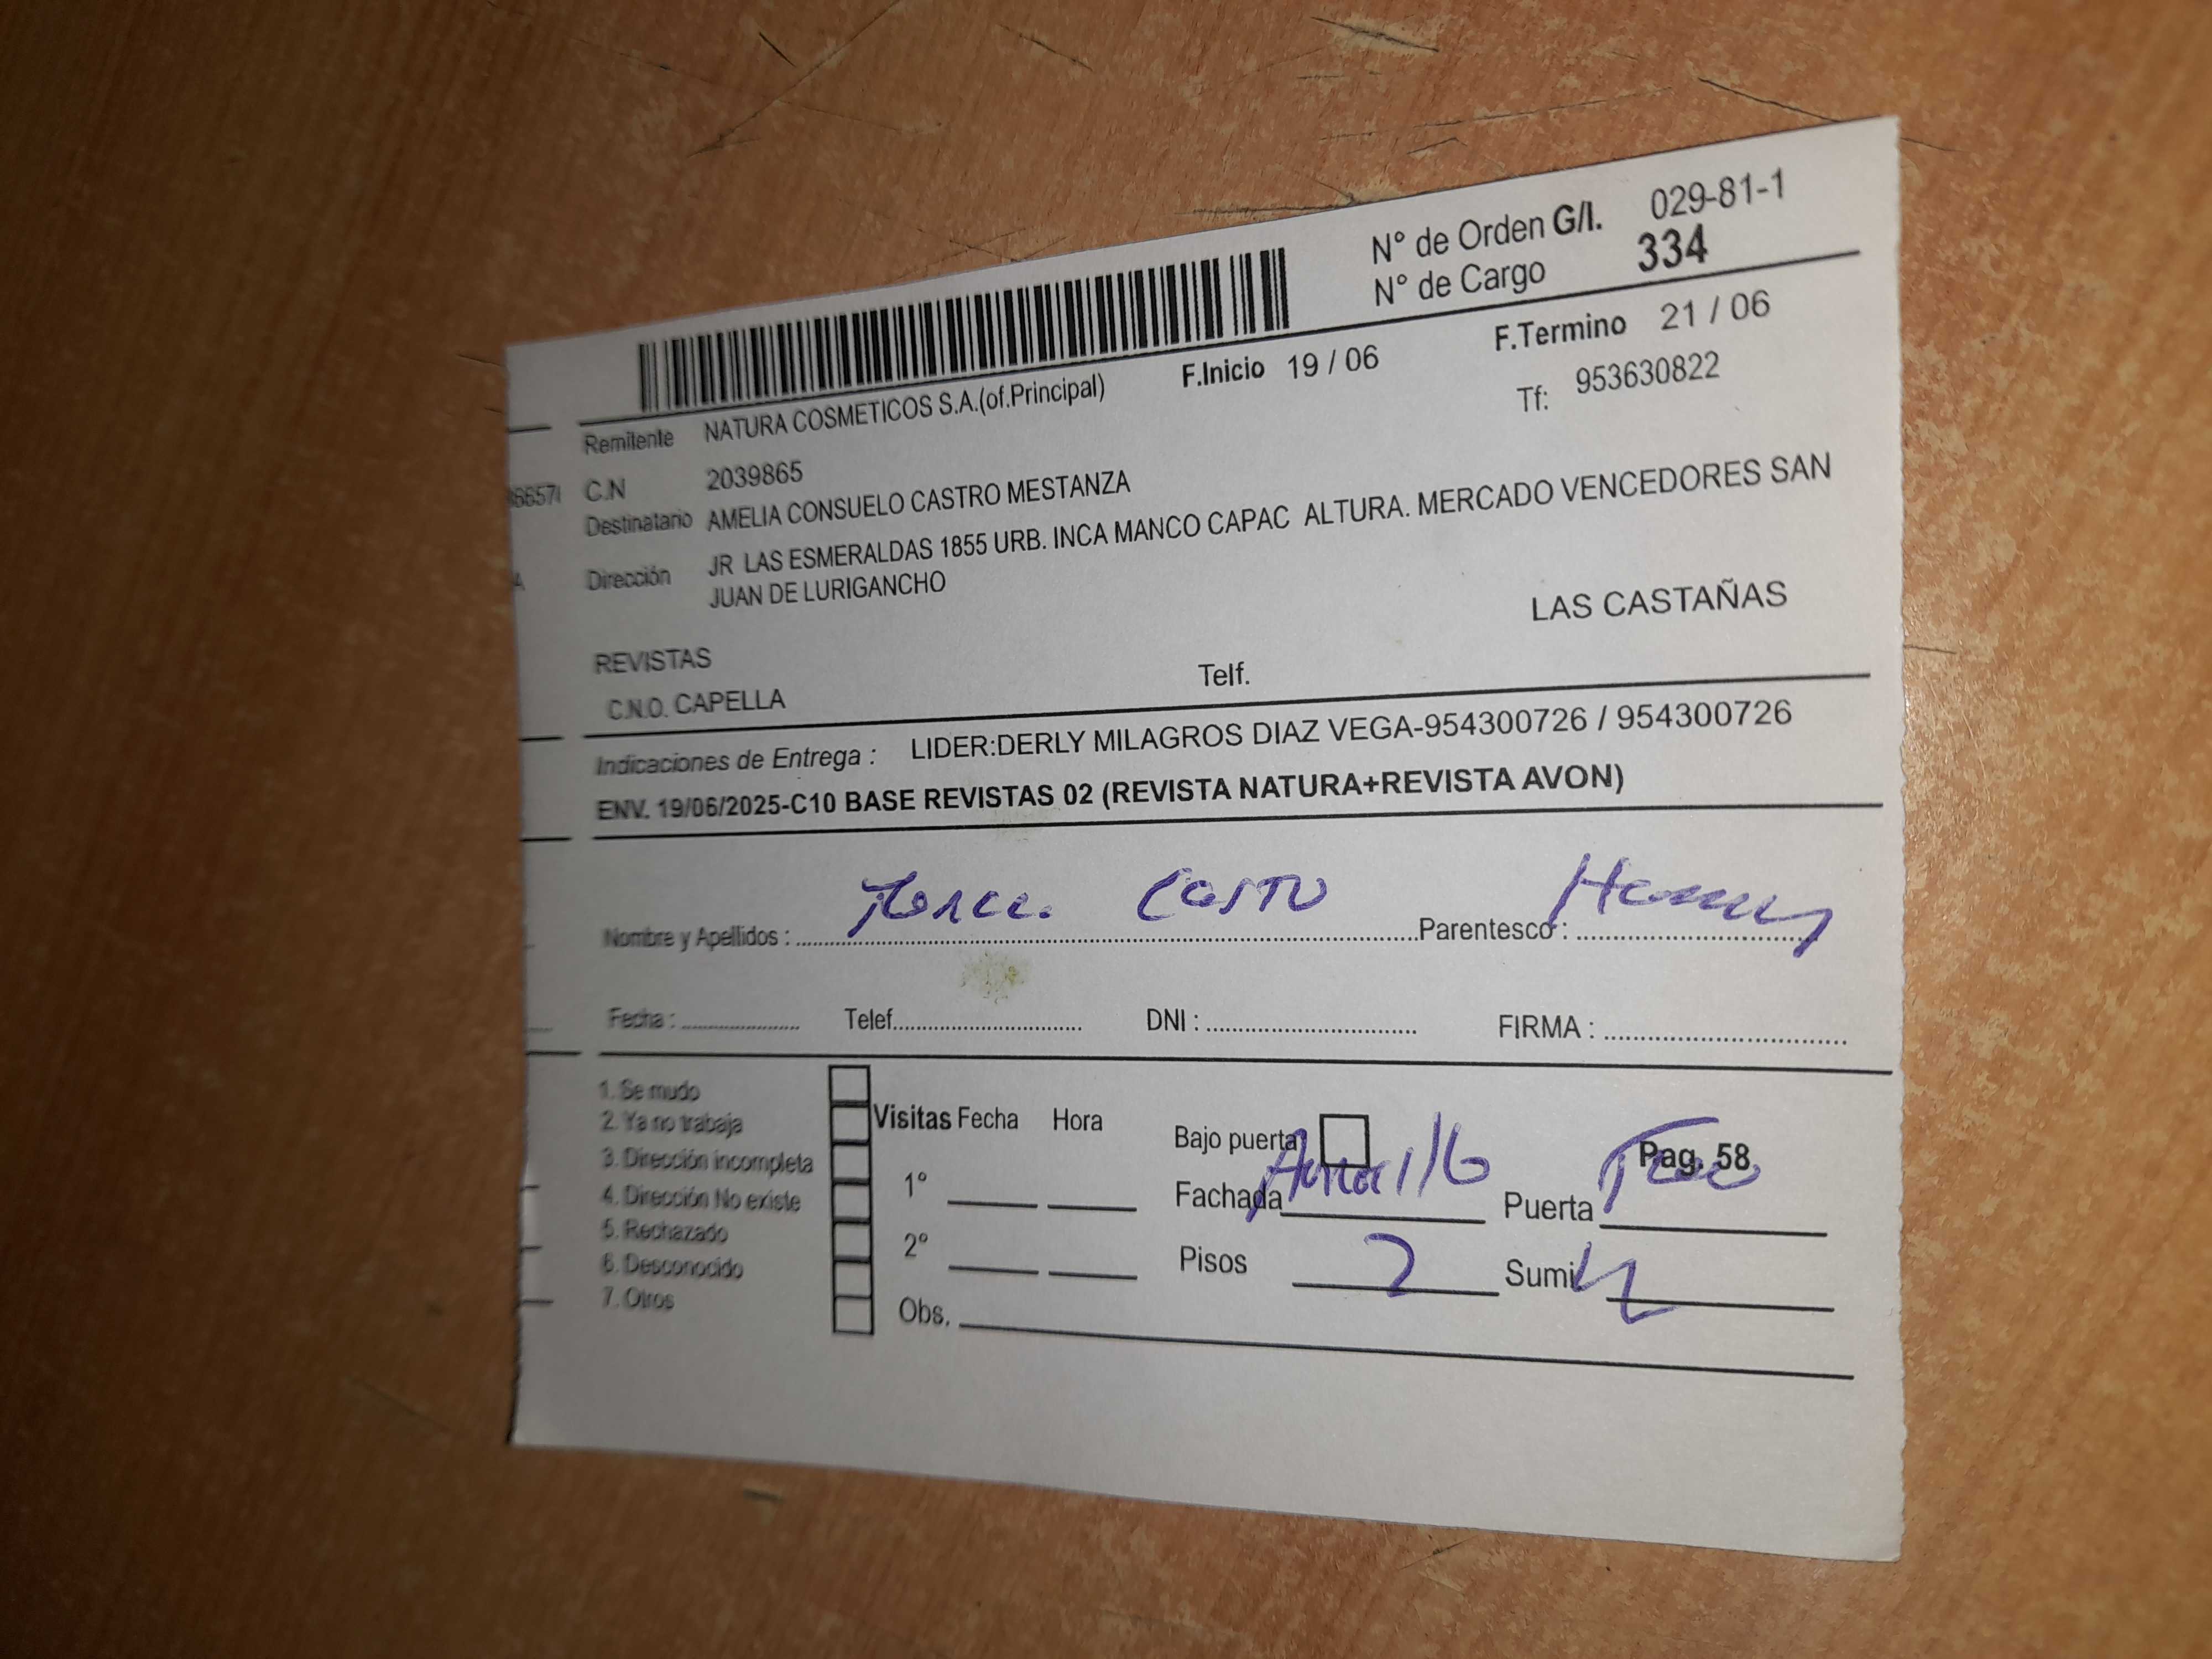 N° de Orden G/I. 029-81-1
N° de Cargo 334
F.Inicio 19 / 06 F.Termino 21 / 06
Remitente NATURA COSMETICOS S.A.(of.Principal) Tf: 953630822
C.N 2039865
Destinatario AMELIA CONSUELO CASTRO MESTANZA
Dirección JR LAS ESMERALDAS 1855 URB. INCA MANCO CAPAC ALTURA. MERCADO VENCEDORES SAN
JUAN DE LURIGANCHO
LAS CASTAÑAS
REVISTAS
C.N.O. CAPELLA Telf.
Indicaciones de Entrega : LIDER:DERLY MILAGROS DIAZ VEGA-954300726 / 954300726
ENV. 19/06/2025-C10 BASE REVISTAS 02 (REVISTA NATURA+REVISTA AVON)
Nombre y Apellidos : Castro Parentesco :
Fecha : Telef. DNI : FIRMA :
1. Se mudo
2. Ya no trabaja
3. Dirección incompleta
4. Dirección No existe
5. Rechazado
6. Desconocido
7. Otros
Visitas Fecha Hora
1°
2°
Obs.
Bajo puerta Pag. 58
Fachada Amarillo Puerta
Pisos 2 Sumi